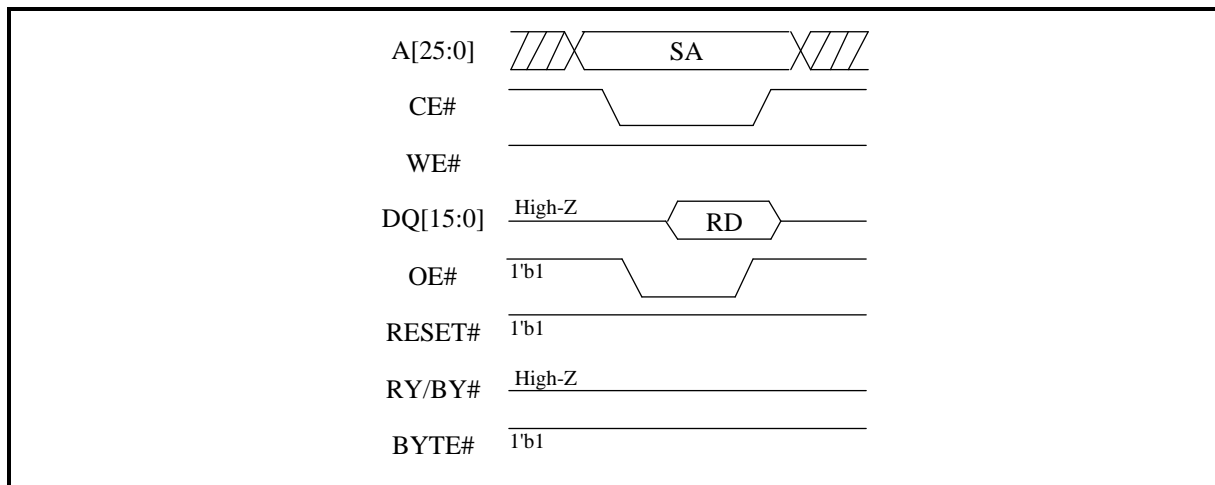 A[25:0] SA
CE#
WE#
DQ[15:0] High-Z RD
OE# 1'b1
RESET# 1'b1
RY/BY# High-Z
BYTE# 1'b1